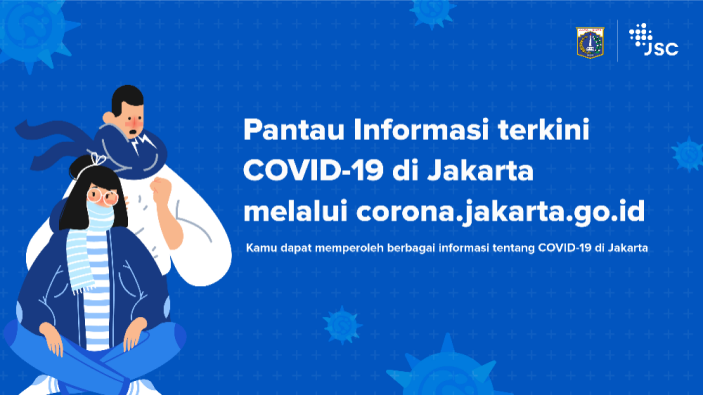 JSC
Pantau Informasi terkini
COVID-19 di Jakarta
melalui corona.jakarta.go.id
Kamu dapat memperoleh berbagai informasi tentang COVID-19 di Jakarta